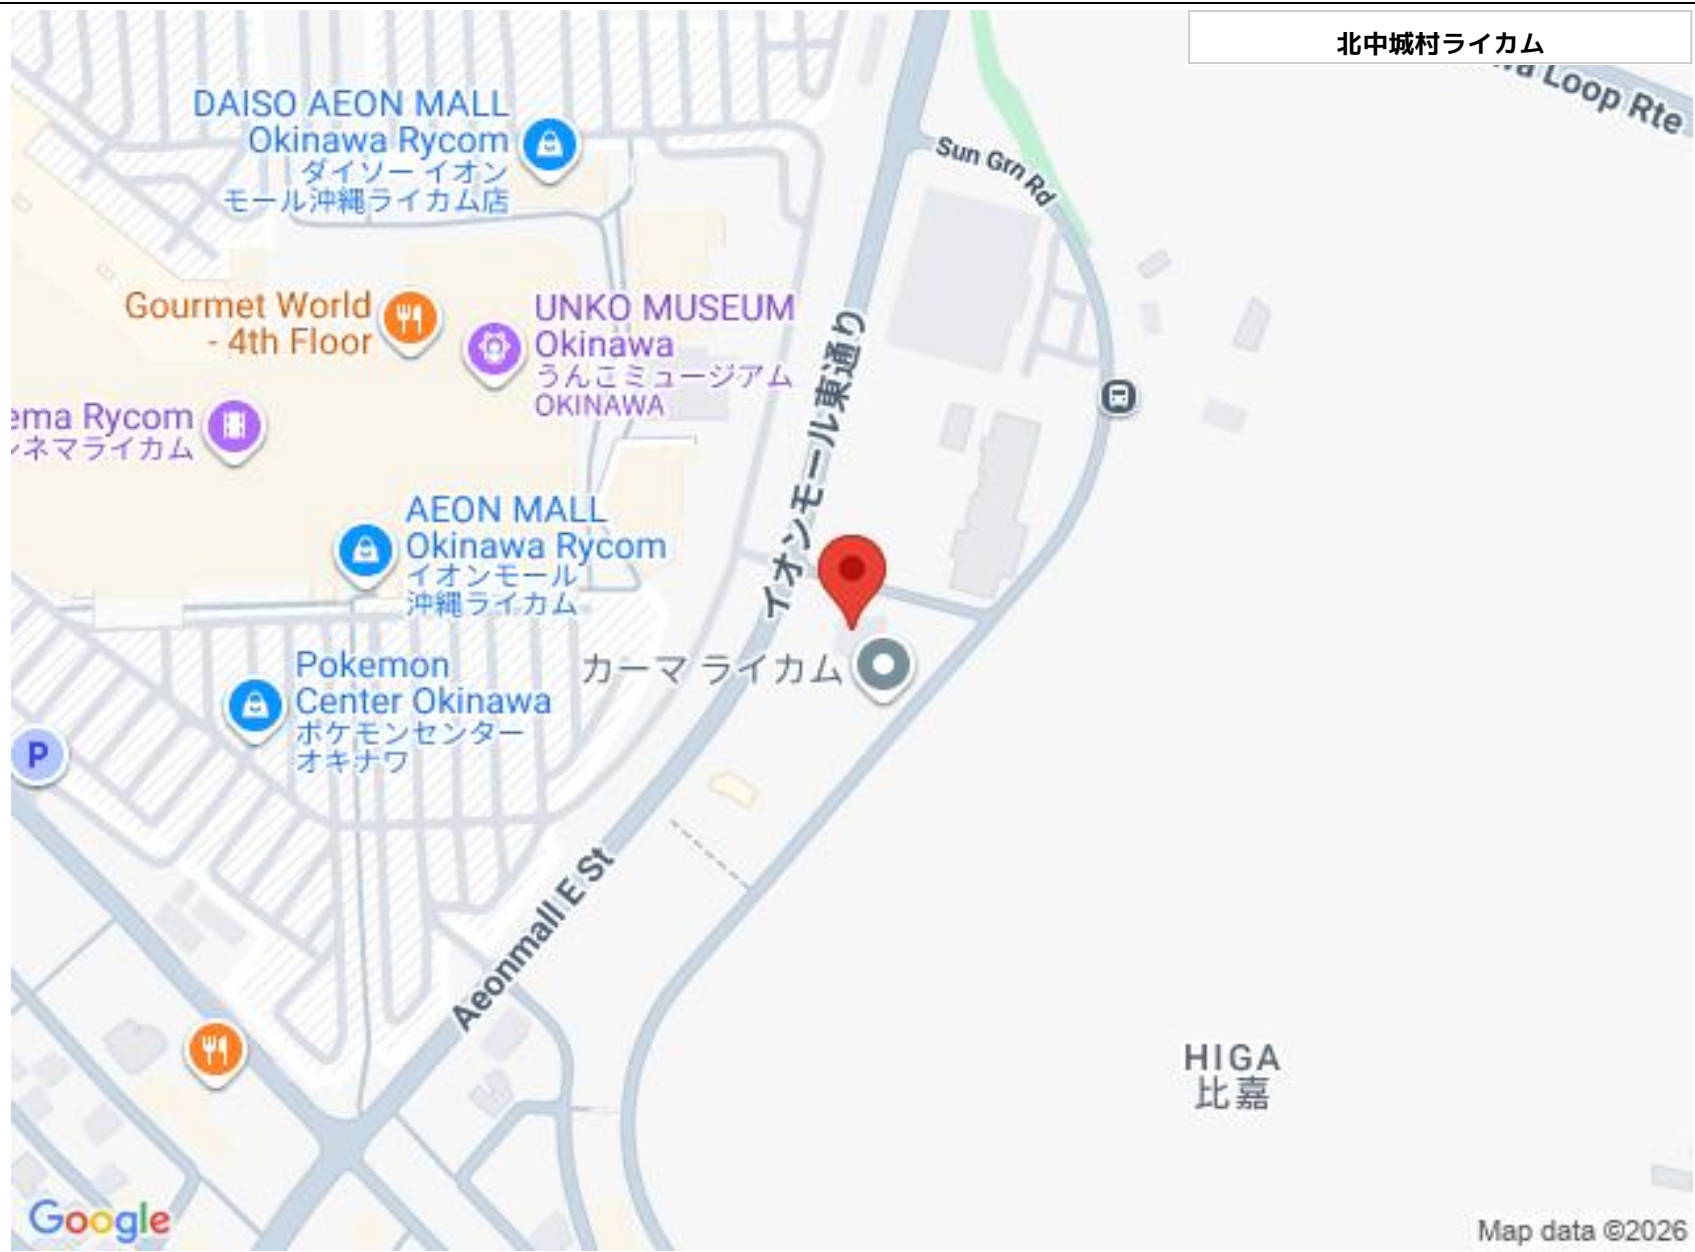 北中城村ライカム
Loop Rte
DAISO AEON MALL
Okinawa Rycom
ダイソー イオン
モール沖縄ライカム店
Sun Grn Rd
Gourmet World
- 4th Floor
UNKO MUSEUM
Okinawa
うんこミュージアム
OKINAWA
イオンモール東通り
ema Rycom
ネマライカム
AEON MALL
Okinawa Rycom
イオンモール
沖縄ライカム
カーマ ライカム
Pokemon
Center Okinawa
ポケモンセンター
オキナワ
P
Aeonmall E St
HIGA
比嘉
Google
Map data ©2026